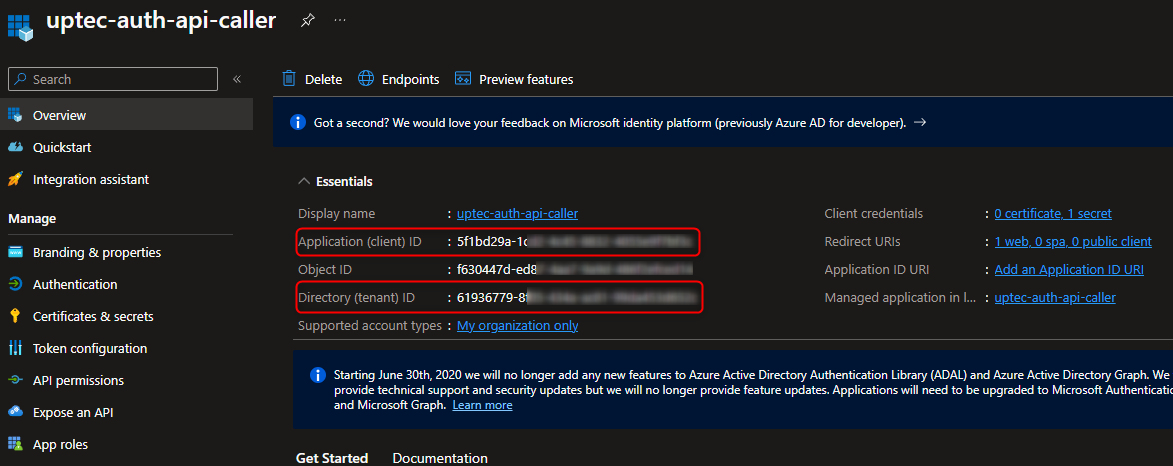 uptec-auth-api-caller
Search
Overview
Quickstart
Integration assistant
Manage
Branding & properties
Authentication
Certificates & secrets
Token configuration
API permissions
Expose an API
App roles
Delete Endpoints Preview features
Got a second? We would love your feedback on Microsoft identity platform (previously Azure AD for developer). →
Essentials
Display name : uptec-auth-api-caller
Application (client) ID : 5f1bd29a-1
Object ID : f630447d-ed8
Directory (tenant) ID : 61936779-8
Supported account types : My organization only
Client credentials : 0 certificate, 1 secret
Redirect URIs : 1 web, 0 spa, 0 public client
Application ID URI : Add an Application ID URI
Managed application in l... : uptec-auth-api-caller
Starting June 30th, 2020 we will no longer add any new features to Azure Active Directory Authentication Library (ADAL) and Azure Active Directory Graph. We
provide technical support and security updates but we will no longer provide feature updates. Applications will need to be upgraded to Microsoft Authenticatio
and Microsoft Graph. Learn more
Get Started Documentation